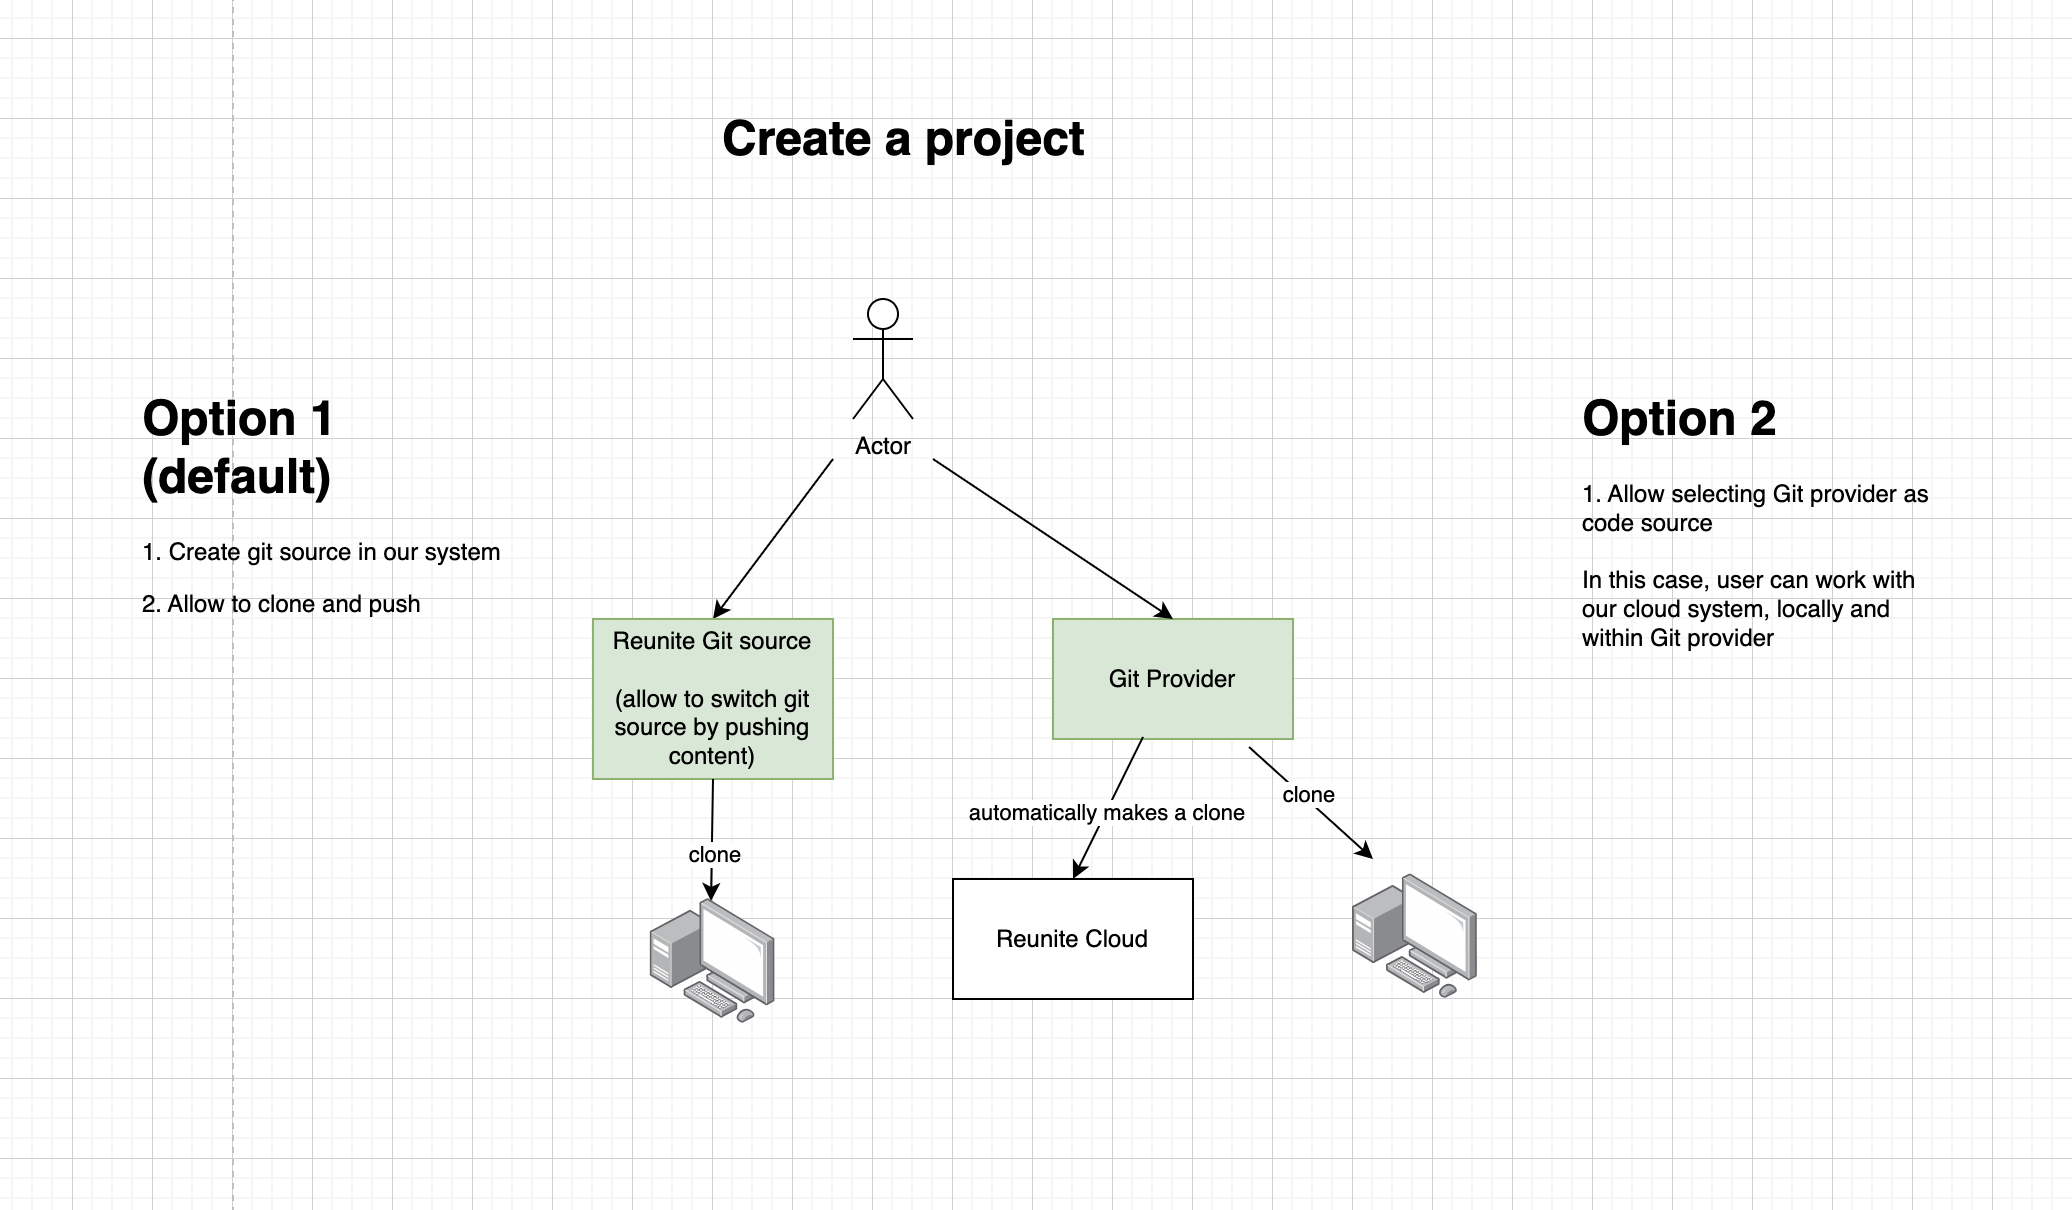 Create a project
Actor
Option 1
(default)
1. Create git source in our system
2. Allow to clone and push
Option 2
1. Allow selecting Git provider as
code source
In this case, user can work with
our cloud system, locally and
within Git provider
Reunite Git source
(allow to switch git
source by pushing
content)
Git Provider
automatically makes a clone
clone
clone
Reunite Cloud